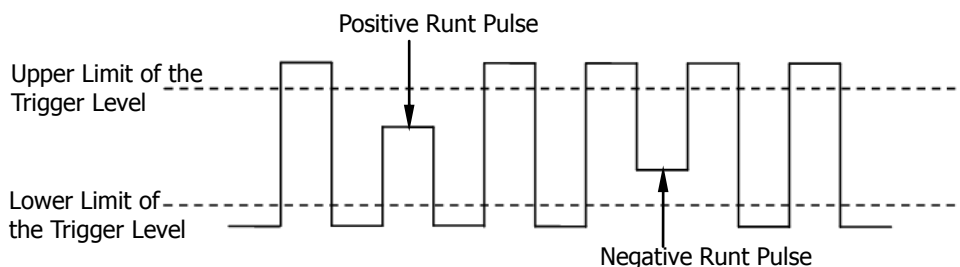 Positive Runt Pulse
Upper Limit of the
Trigger Level
Lower Limit of
the Trigger Level
Negative Runt Pulse